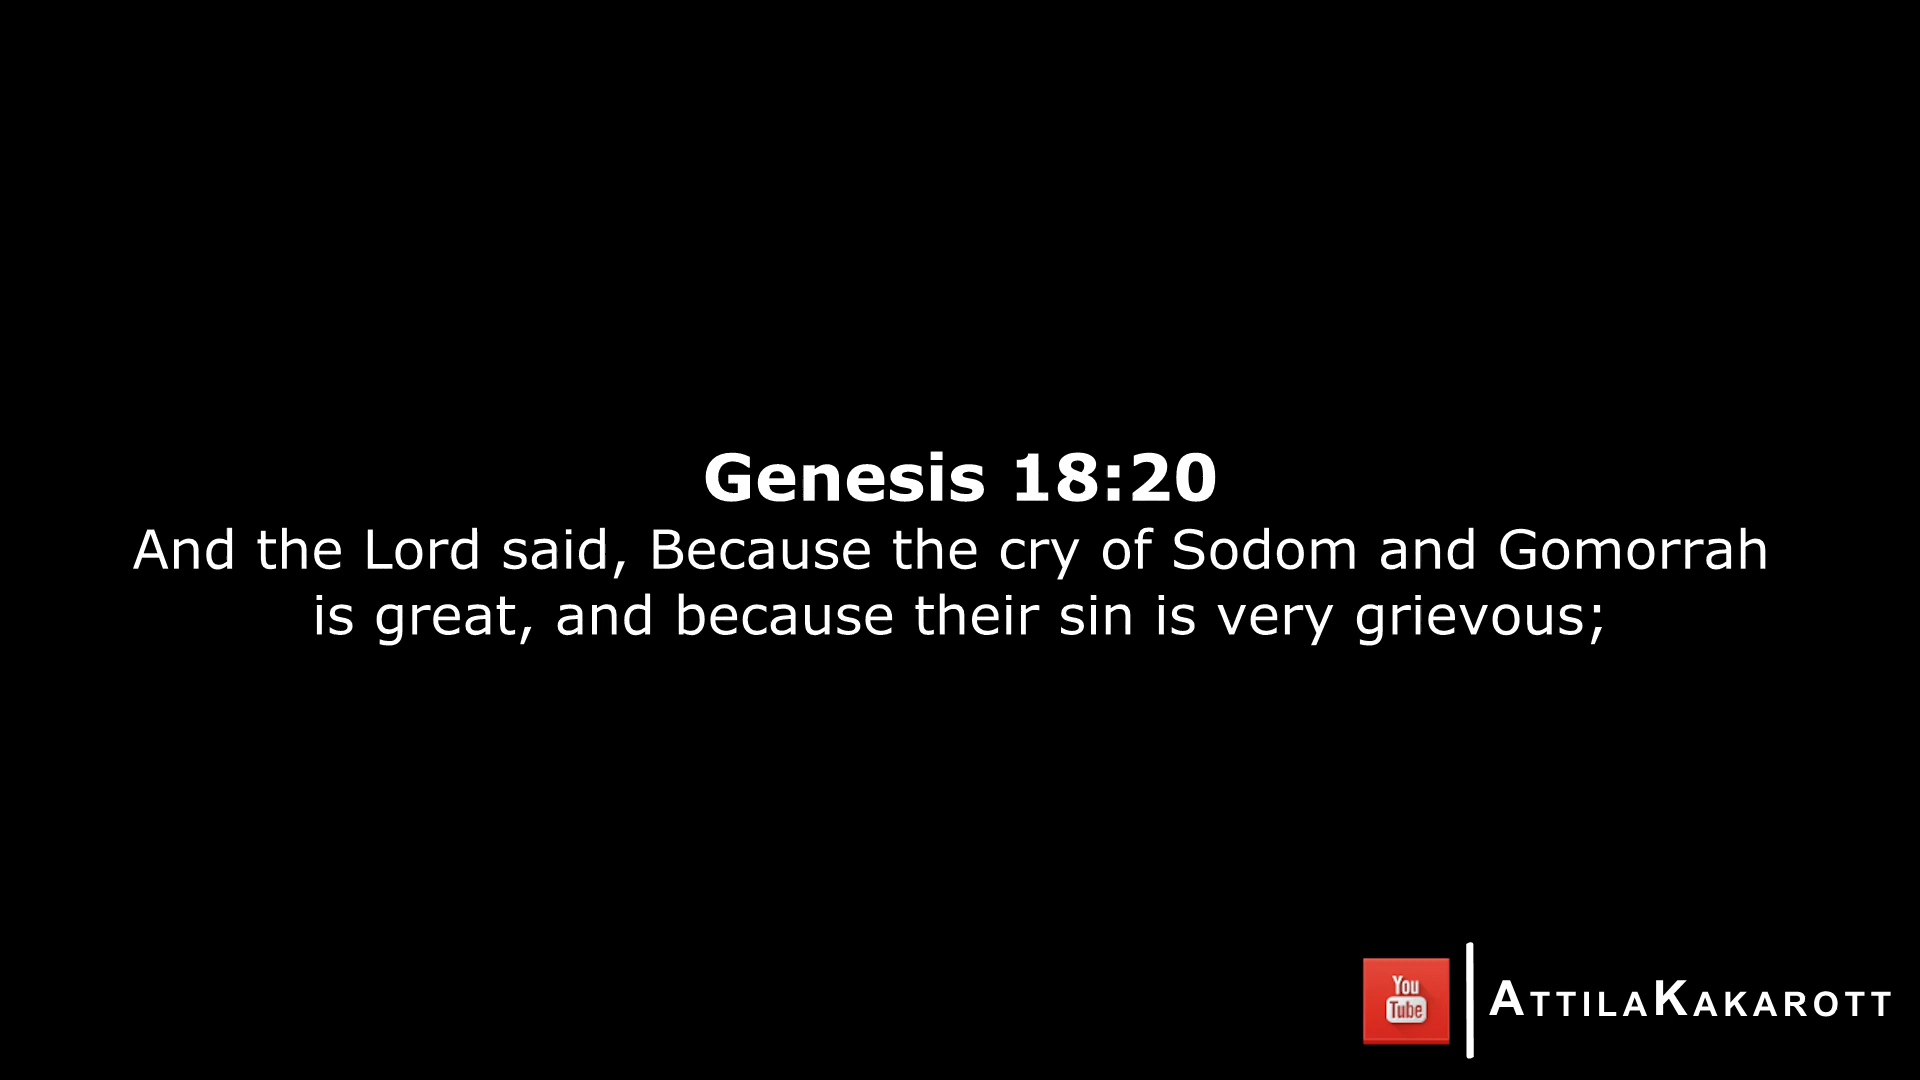 Genesis 18:20
And the Lord said, Because the cry of Sodom and Gomorrah
is great, and because their sin is very grievous;
You
Tube
ATTILAKAKAROTT